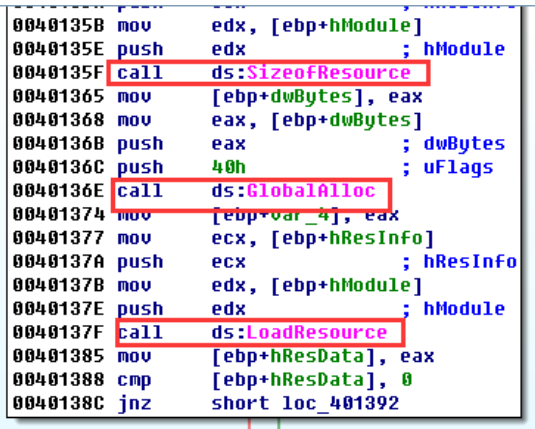 0040135B mov edx, [ebp+hModule]
0040135E push edx ; hModule
0040135F call ds:SizeofResource
00401365 mov [ebp+dwBytes], eax
00401368 mov eax, [ebp+dwBytes]
0040136B push eax ; dwBytes
0040136C push 40h ; uFlags
0040136E call ds:GlobalAlloc
00401374 mov [ebp+var_4], eax
00401377 mov ecx, [ebp+hResInfo]
0040137A push ecx ; hResInfo
0040137B mov edx, [ebp+hModule]
0040137E push edx ; hModule
0040137F call ds:LoadResource
00401385 mov [ebp+hResData], eax
00401388 cmp [ebp+hResData], 0
0040138C jnz short loc_401392